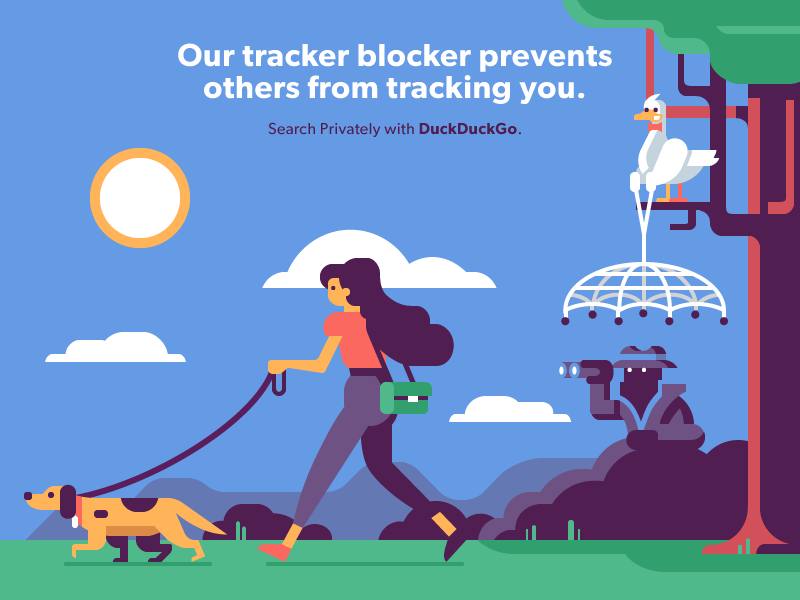 Our tracker blocker prevents
others from tracking you.
Search Privately with DuckDuckGo.